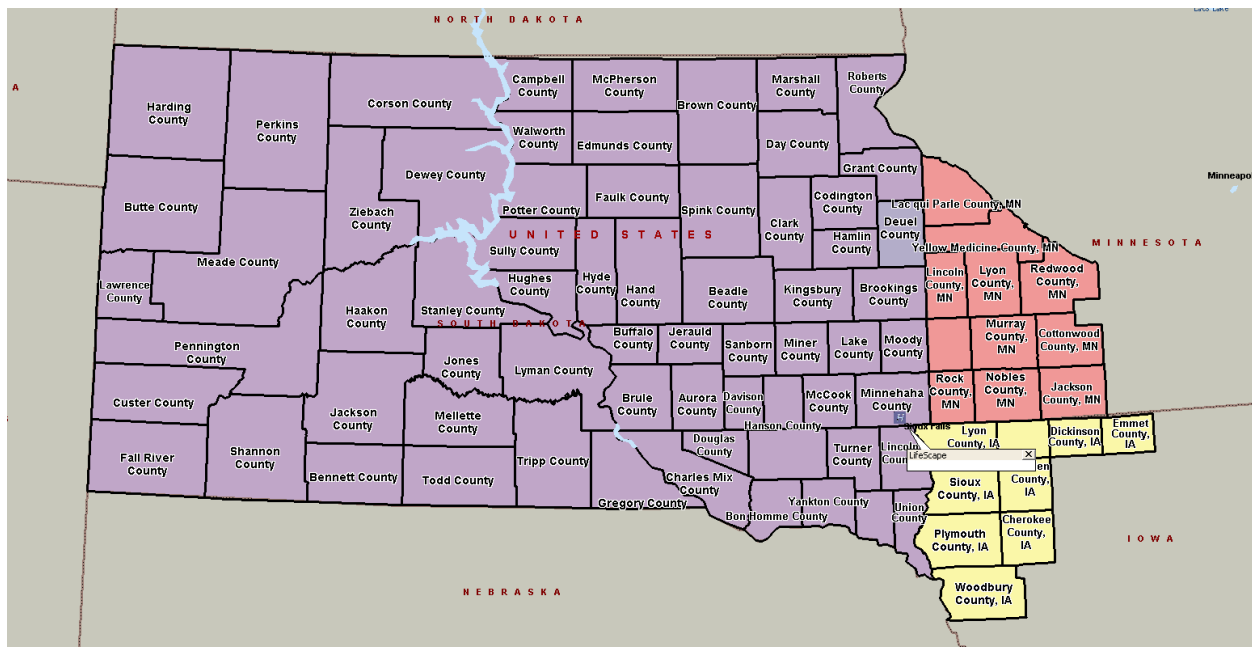 NORTH DAKOTA
A
Harding
County
Perkins
County
Corson County
Campbell
County
McPherson
County
Brown County
Marshall
County
Roberts
County
Walworth
County
Edmunds County
Day County
Grant County
Minneapo
Butte County
Dewey County
Ziebach
County
Potter County
Faulk County
Spink County
Clark
County
Codington
County
Lac qui Parle County, MN
Deuel
County
Hamlin
County
UNITED STATES
MINNESOTA
Yellow Medicine County, MN
Meade County
Sully County
Lawrence
County
Hughes
County
Hyde
County
Hand
County
Beadle
County
Kingsbury
County
Brookings
County
Lincoln
County,
MN
Lyon
County,
MN
Redwood
County,
MN
Haakon
County
Stanley County
SOUTH DAKOTA
Buffalo
County
Jerauld
County
Sanborn
County
Miner
County
Lake
County
Moody
County
Murray
County,
MN
Cottonwood
County, MN
Pennington
County
Jones
County
Lyman County
Custer County
Jackson
County
Mellette
County
Brule
County
Aurora
County
Davison
County
Hanson County
McCook
County
Minnehaha
County
Rock
County,
MN
Nobles
County,
MN
Jackson
County, MN
Sioux Falls
Lyon
County, IA
Dickinson
County, IA
Emmet
County,
IA
Fall River
County
Shannon
County
Bennett County
Todd County
Tripp County
Gregory County
Douglas
County
Charles Mix
County
Turner
County
Lincoln
LifeScape
Sioux
County, IA
County,
IA
Bon Homme County
Yankton County
Union
County
Plymouth
County, IA
Cherokee
County,
IA
IOWA
NEBRASKA
Woodbury
County, IA